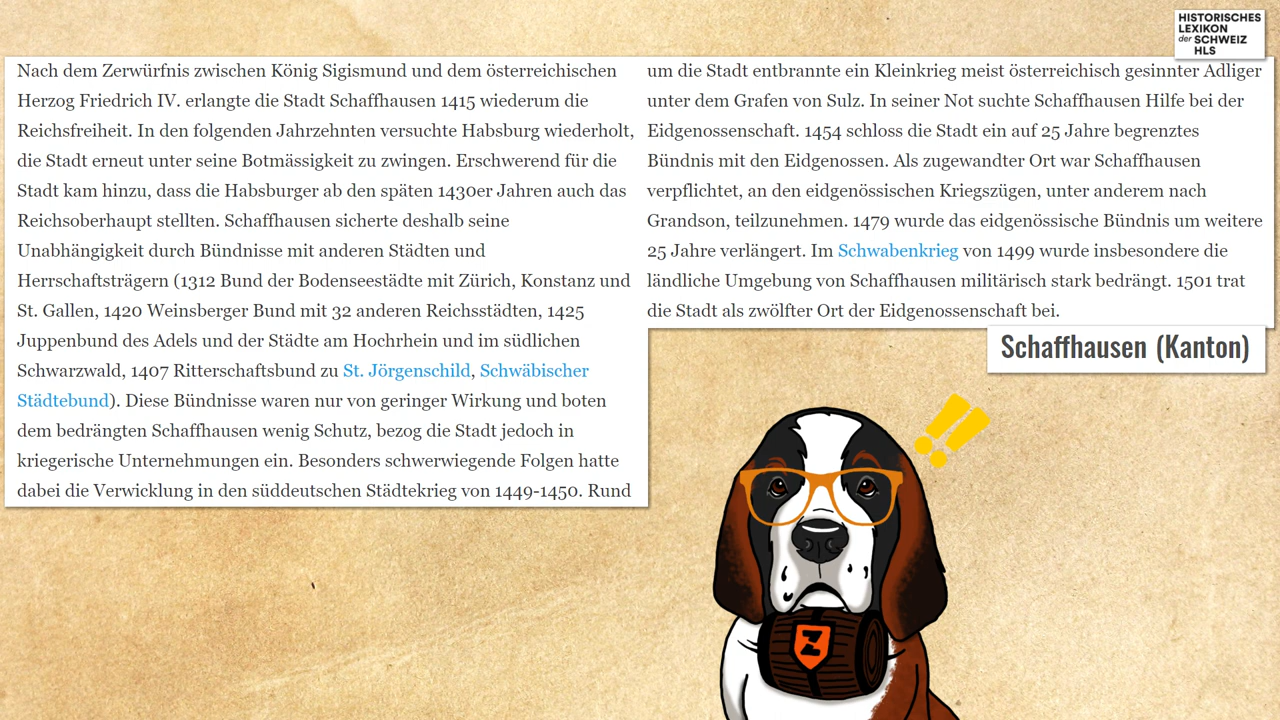 HISTORISCHES
LEXIKON
der SCHWEIZ
HLS
Nach dem Zerwürfnis zwischen König Sigismund und dem österreichischen
Herzog Friedrich IV. erlangte die Stadt Schaffhausen 1415 wiederum die
Reichsfreiheit. In den folgenden Jahrzehnten versuchte Habsburg wiederholt,
die Stadt erneut unter seine Botmässigkeit zu zwingen. Erschwerend für die
Stadt kam hinzu, dass die Habsburger ab den späten 1430er Jahren auch das
Reichsoberhaupt stellten. Schaffhausen sicherte deshalb seine
Unabhängigkeit durch Bündnisse mit anderen Städten und
Herrschaftsträgern (1312 Bund der Bodenseestädte mit Zürich, Konstanz und
St. Gallen, 1420 Weinsberger Bund mit 32 anderen Reichsstädten, 1425
Juppenbund des Adels und der Städte am Hochrhein und im südlichen
Schwarzwald, 1407 Ritterschaftsbund zu St. Jörgenschild, Schwäbischer
Städtebund). Diese Bündnisse waren nur von geringer Wirkung und boten
dem bedrängten Schaffhausen wenig Schutz, bezog die Stadt jedoch in
kriegerische Unternehmungen ein. Besonders schwerwiegende Folgen hatte
dabei die Verwicklung in den süddeutschen Städtekrieg von 1449-1450. Rund
um die Stadt entbrannte ein Kleinkrieg meist österreichisch gesinnter Adliger
unter dem Grafen von Sulz. In seiner Not suchte Schaffhausen Hilfe bei der
Eidgenossenschaft. 1454 schloss die Stadt ein auf 25 Jahre begrenztes
Bündnis mit den Eidgenossen. Als zugewandter Ort war Schaffhausen
verpflichtet, an den eidgenössischen Kriegszügen, unter anderem nach
Grandson, teilzunehmen. 1479 wurde das eidgenössische Bündnis um weitere
25 Jahre verlängert. Im Schwabenkrieg von 1499 wurde insbesondere die
ländliche Umgebung von Schaffhausen militärisch stark bedrängt. 1501 trat
die Stadt als zwölfter Ort der Eidgenossenschaft bei.
Schaffhausen (Kanton)
!!
Z